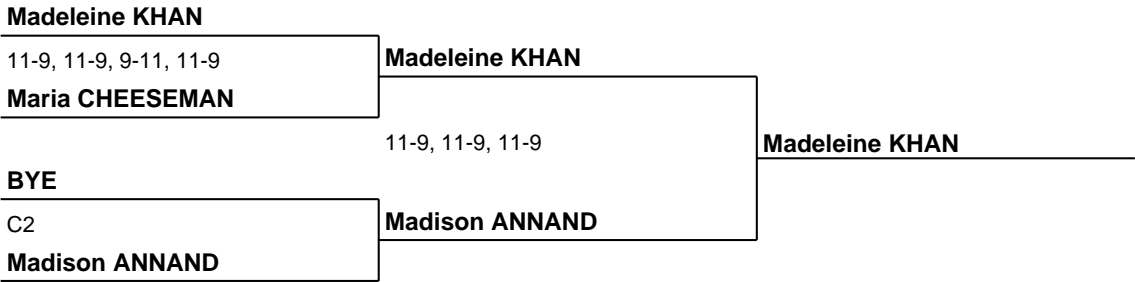 Madeleine KHAN
11-9, 11-9, 9-11, 11-9
Maria CHEESEMAN
Madeleine KHAN
11-9, 11-9, 11-9
Madeleine KHAN
BYE
C2
Madison ANNAND
Madison ANNAND